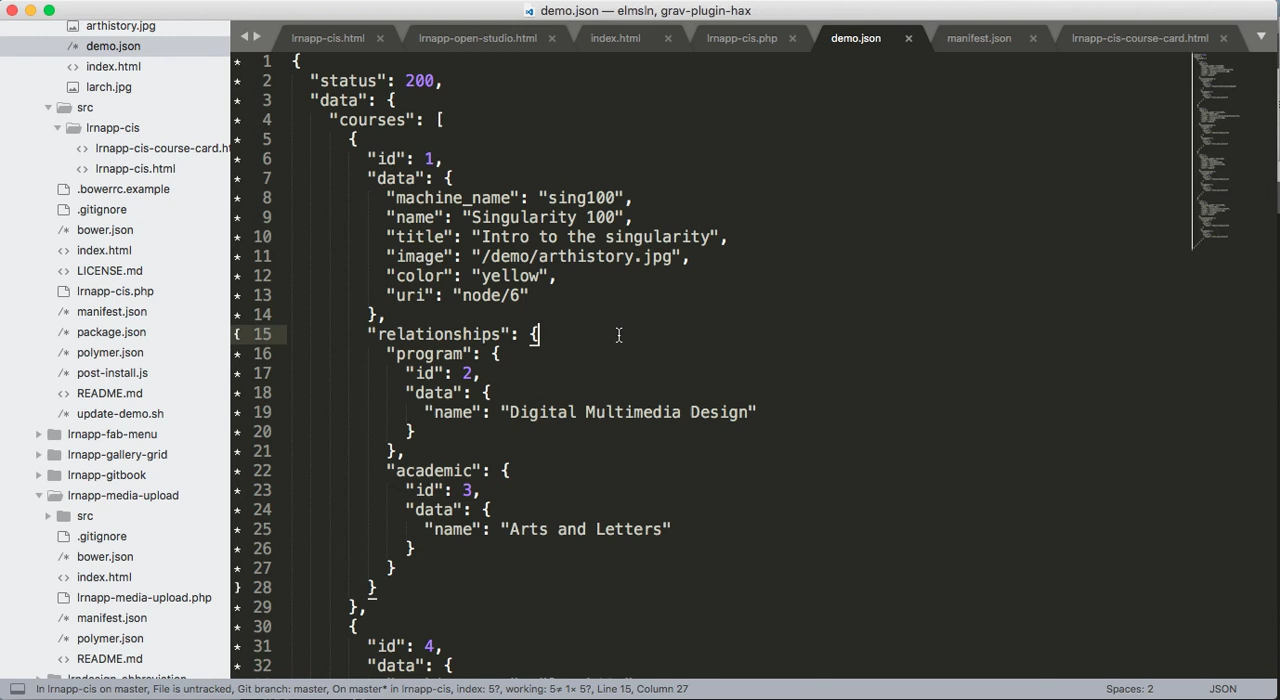 demo.json — elmsln, grav-plugin-hax
arthistory.jpg
/* demo.json
<> index.html
larch.jpg
src
lrnapp-cis
<> lrnapp-cis-course-card.h
<> lrnapp-cis.html
.bowerrc.example
.gitignore
/* bower.json
<> index.html
<> LICENSE.md
<> lrnapp-cis.php
/* manifest.json
/* package.json
/* polymer.json
/* post-install.js
<> README.md
/* update-demo.sh
lrnapp-fab-menu
lrnapp-gallery-grid
lrnapp-gitbook
lrnapp-media-upload
src
.gitignore
/* bower.json
<> index.html
<> lrnapp-media-upload.php
/* manifest.json
/* polymer.json
<> README.md
lrndesign-abbreviation
lrnapp-cis.html × lrnapp-open-studio.html × index.html × lrnapp-cis.php × demo.json × manifest.json × lrnapp-cis-course-card.html ×
* 1 {
* 2 "status": 200,
* 3 "data": {
* 4 "courses": [
* 5 {
* 6 "id": 1,
* 7 "data": {
* 8 "machine_name": "sing100",
* 9 "name": "Singularity 100",
* 10 "title": "Intro to the singularity",
* 11 "image": "/demo/arthistory.jpg",
* 12 "color": "yellow",
* 13 "uri": "node/6"
* 14 },
{ 15 "relationships": {
* 16 "program": {
* 17 "id": 2,
* 18 "data": {
* 19 "name": "Digital Multimedia Design"
* 20 }
* 21 },
* 22 "academic": {
* 23 "id": 3,
* 24 "data": {
* 25 "name": "Arts and Letters"
* 26 }
* 27 }
} 28 }
* 29 },
* 30 {
* 31 "id": 4,
* 32 "data": {
In lrnapp-cis on master, File is untracked, Git branch: master, On master* in lrnapp-cis, index: 5?, working: 5≠ 1× 5?, Line 15, Column 27 Spaces: 2 JSON